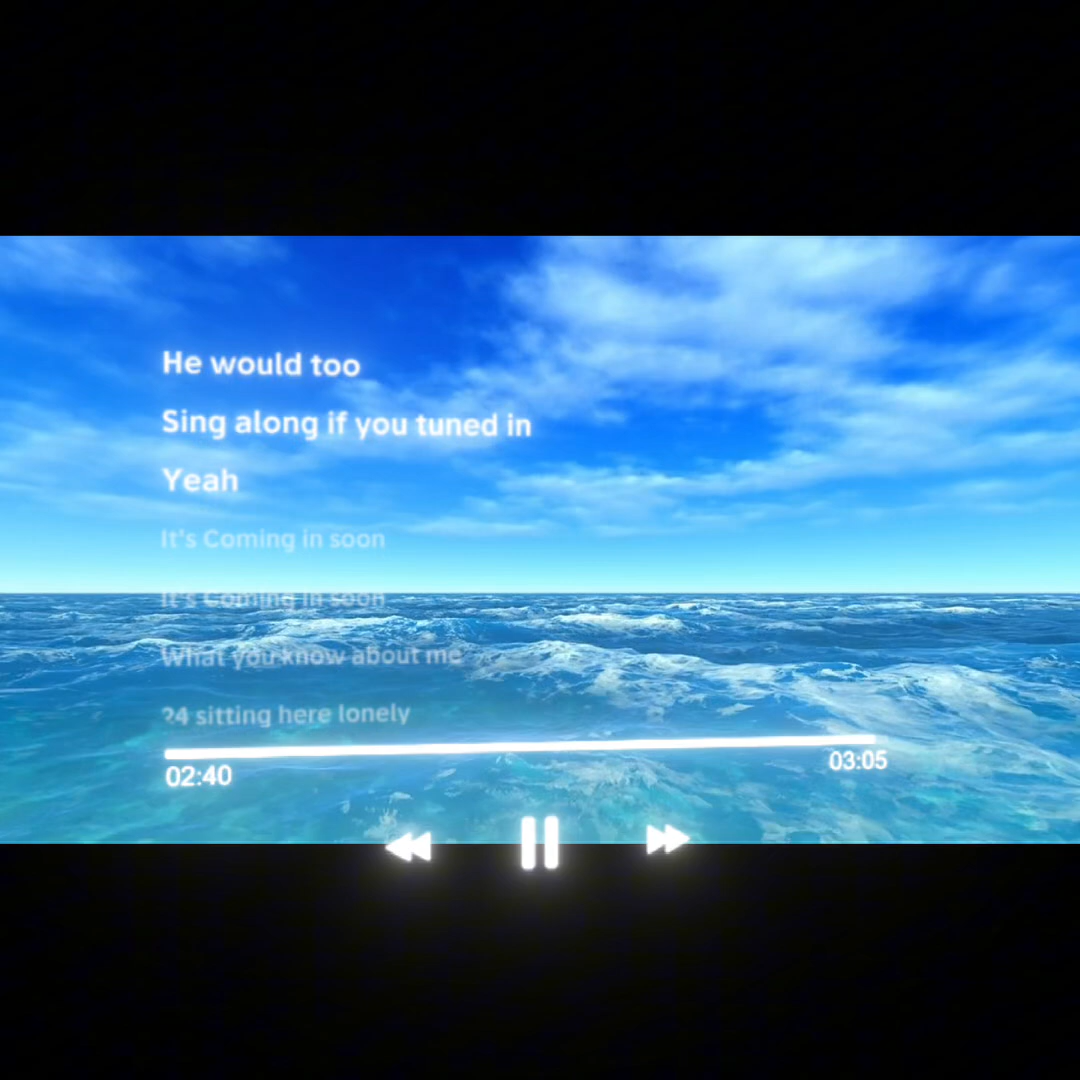 He would too
Sing along if you tuned in
Yeah
It's Coming in soon
It's Coming in soon
What you know about me
24 sitting here lonely
02:40
03:05